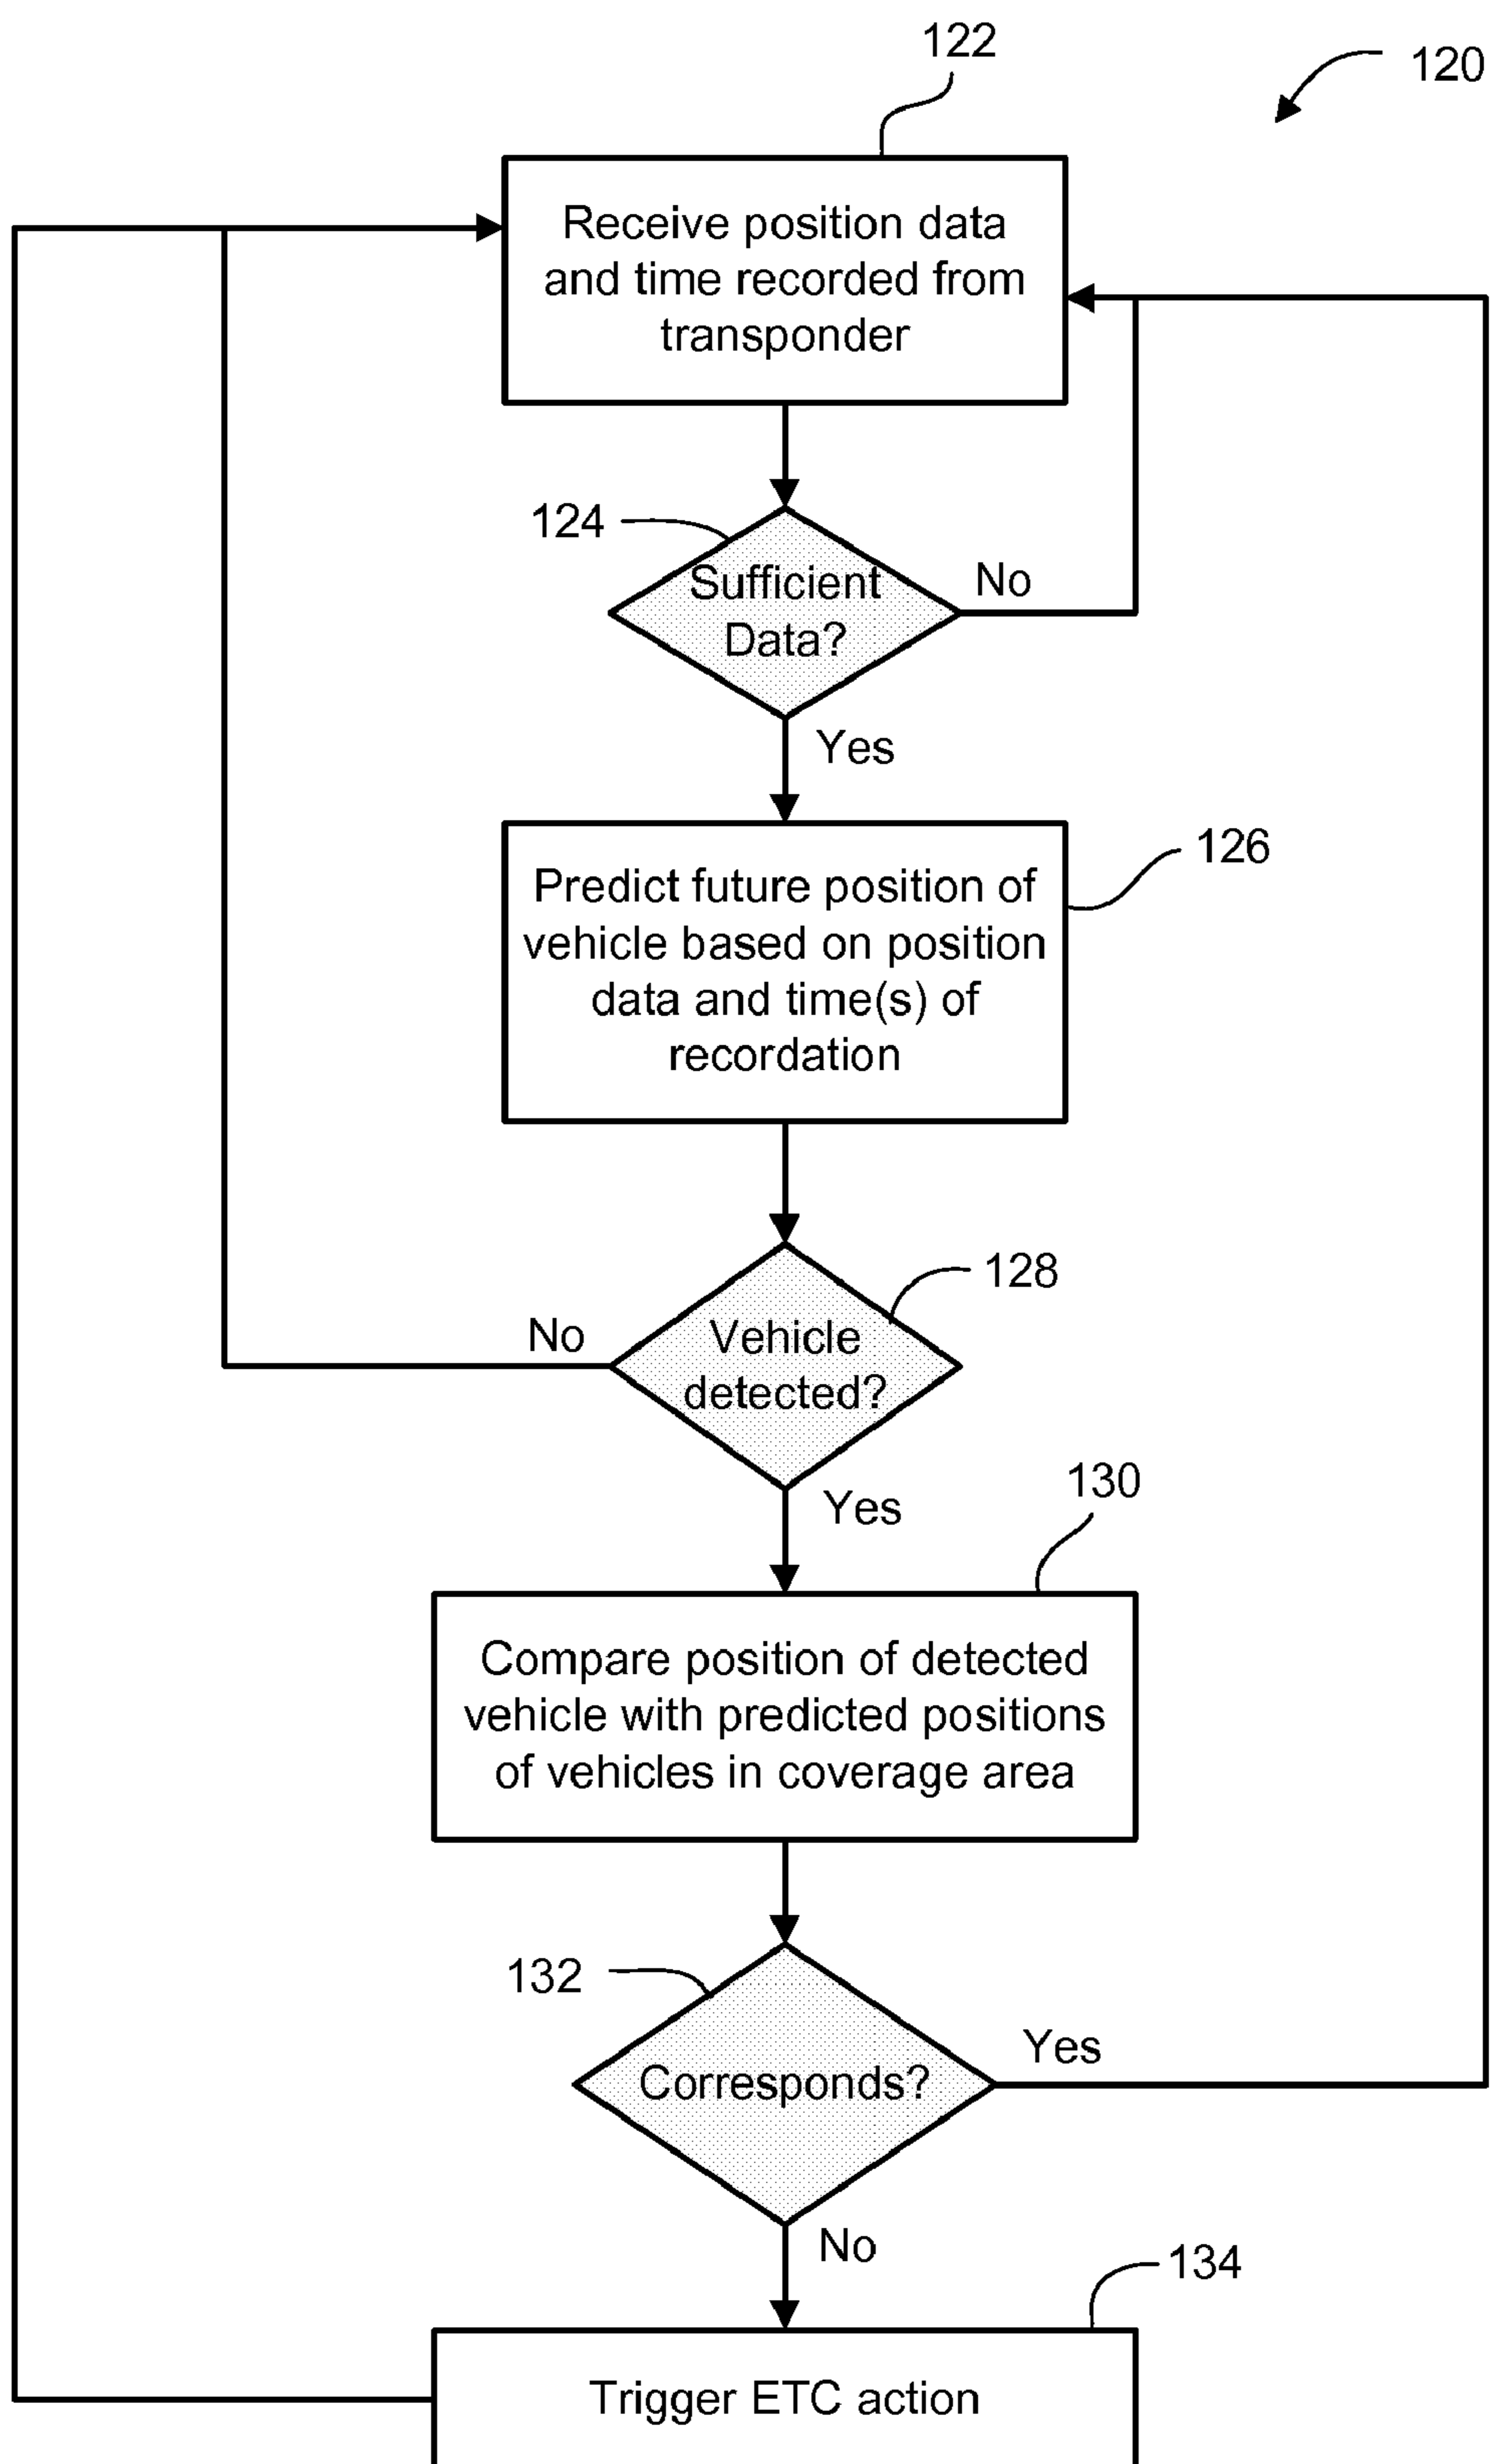 122
120
Receive position data
and time recorded from
transponder
124
Sufficient
Data?
No
Yes
126
Predict future position of
vehicle based on position
data and time(s) of
recordation
128
No
Vehicle
detected?
Yes
130
Compare position of detected
vehicle with predicted positions
of vehicles in coverage area
132
Yes
Corresponds?
No
134
Trigger ETC action